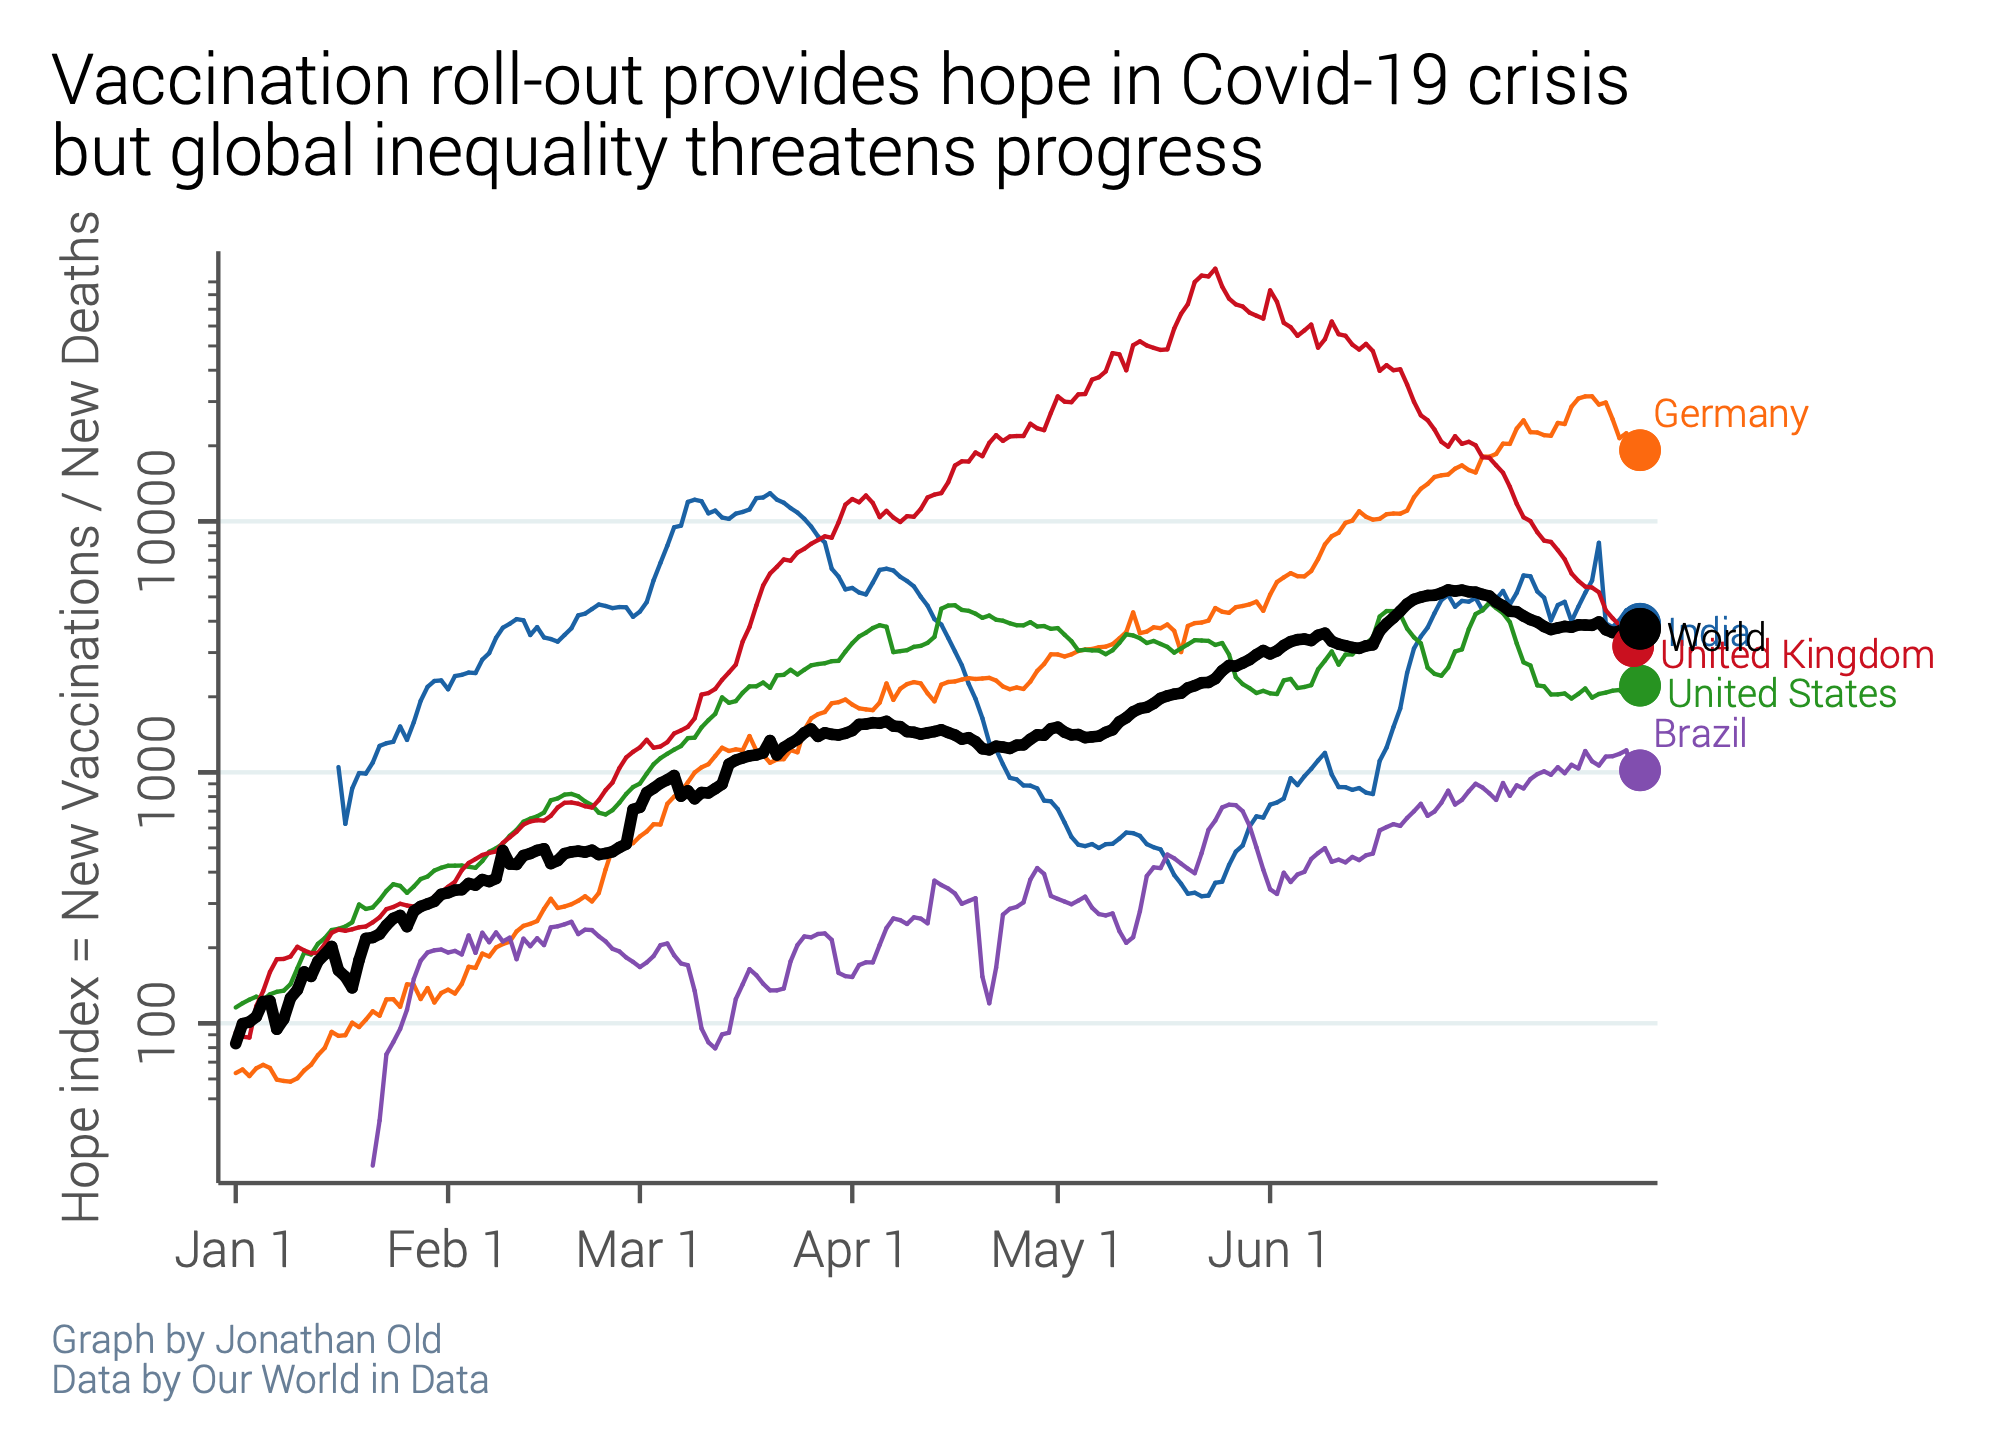 Vaccination roll-out provides hope in Covid-19 crisis
but global inequality threatens progress
Hope index = New Vaccinations / New Deaths
10000
1000
100
Germany
India
World
United Kingdom
United States
Brazil
Jan 1 Feb 1 Mar 1 Apr 1 May 1 Jun 1
Graph by Jonathan Old
Data by Our World in Data